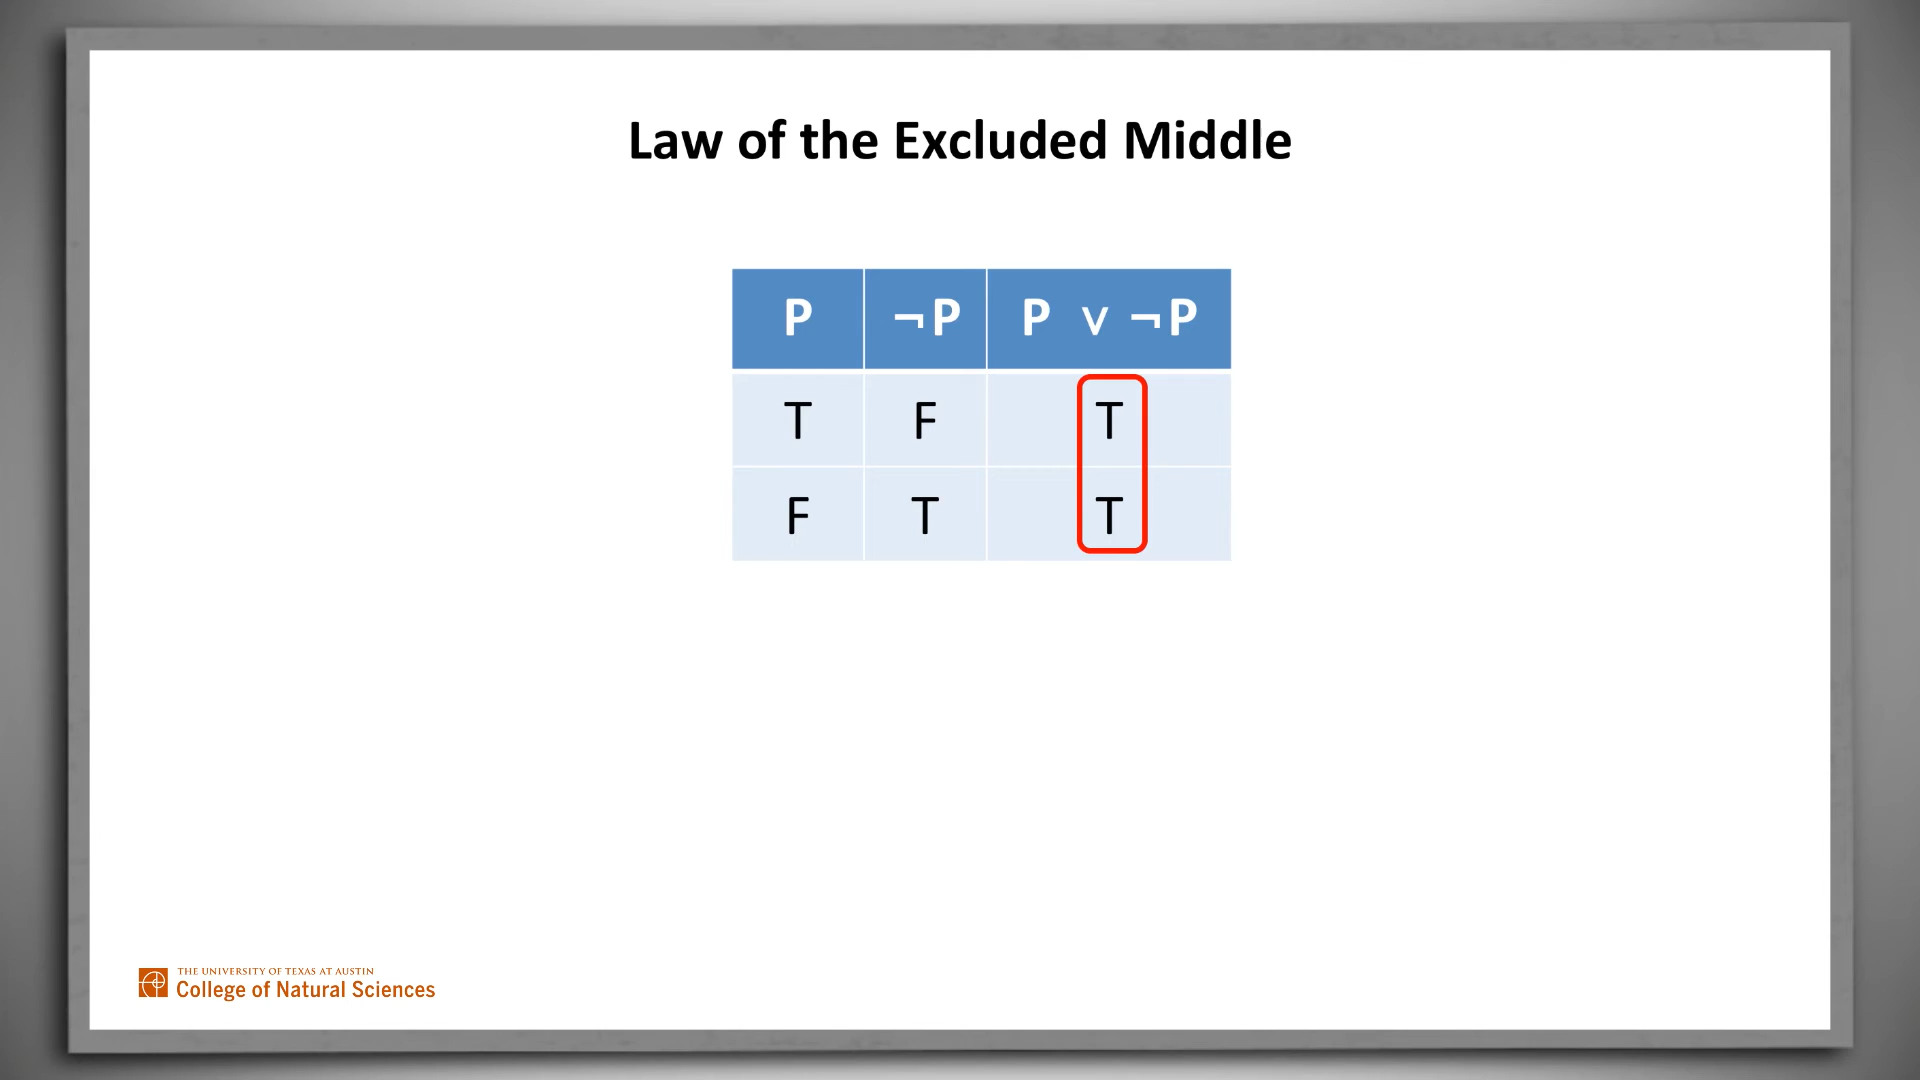 Law of the Excluded Middle
P ¬P P ∨ ¬P
T F T
F T T
THE UNIVERSITY OF TEXAS AT AUSTIN
College of Natural Sciences